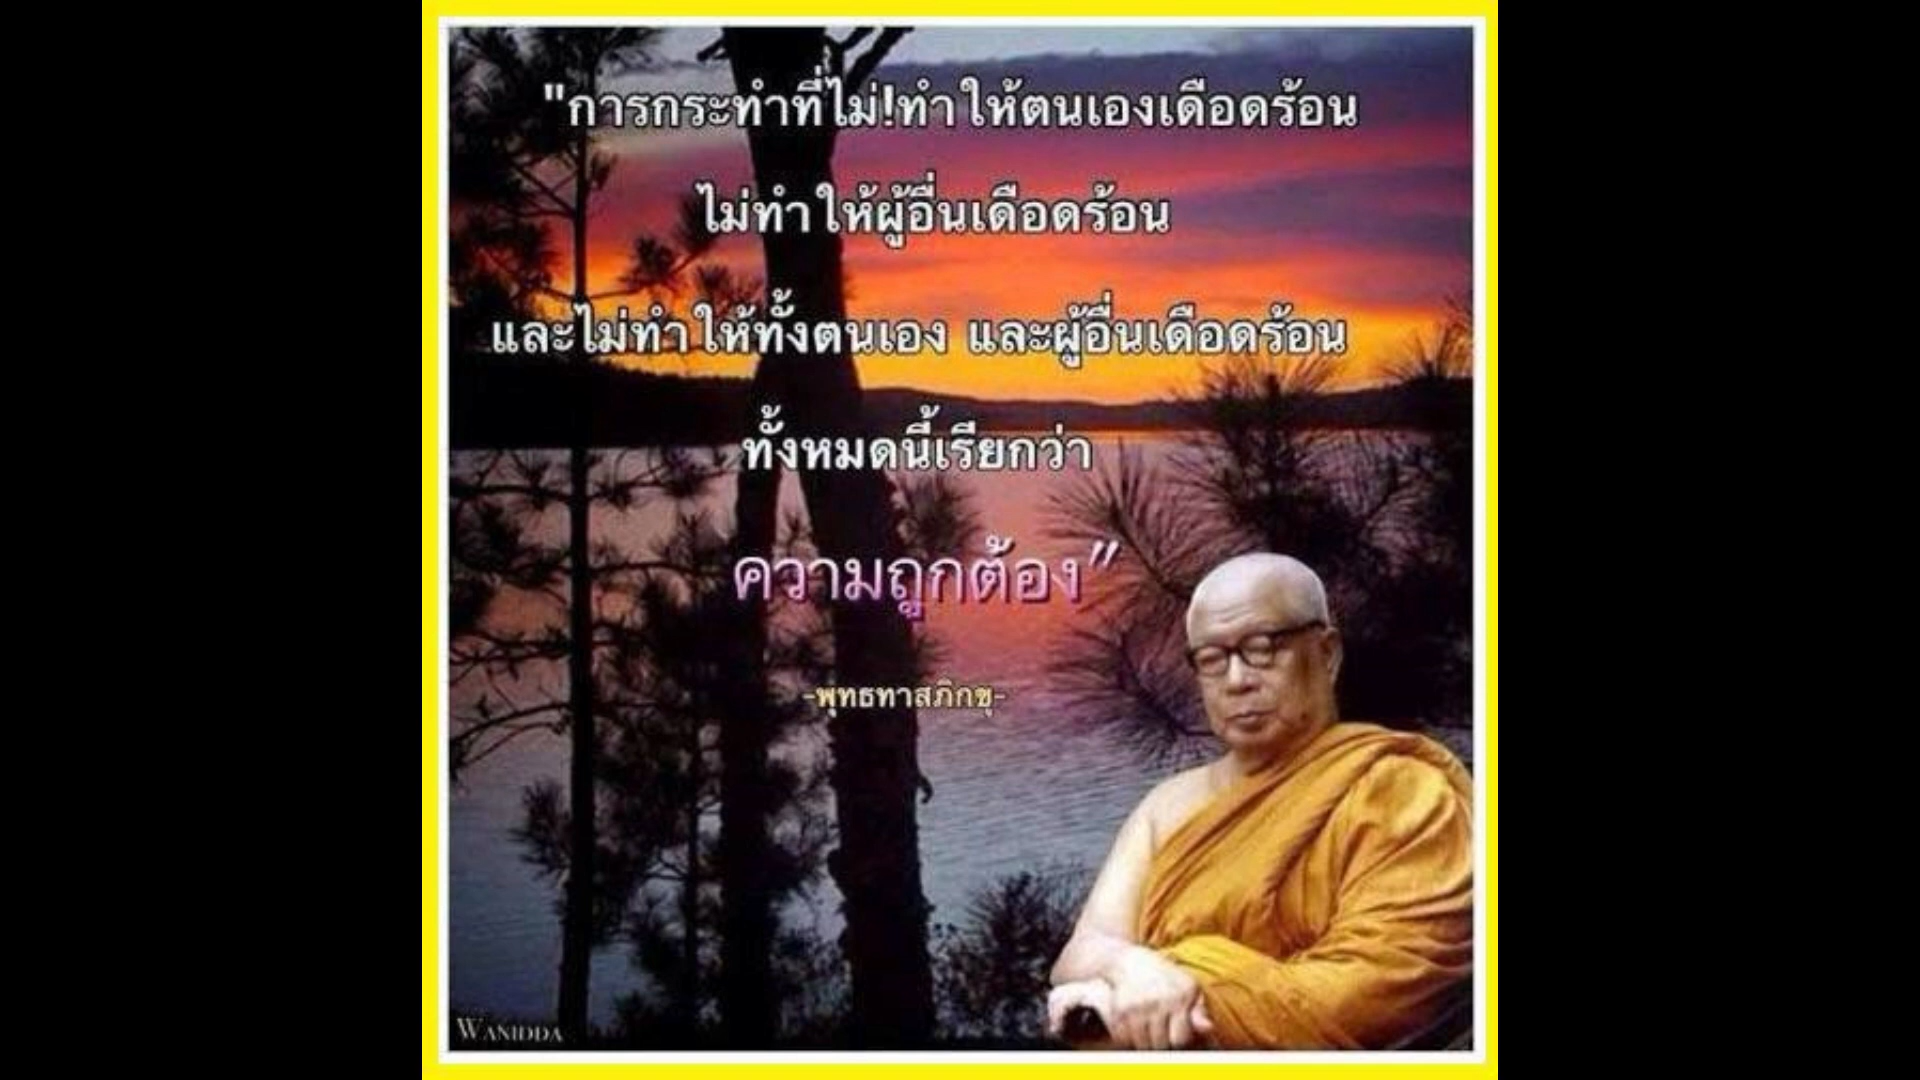 "การกระทำที่ไม่!ทำให้ตนเองเดือดร้อน
ไม่ทำให้ผู้อื่นเดือดร้อน
และไม่ทำให้ทั้งตนเอง และผู้อื่นเดือดร้อน
ทั้งหมดนี้เรียกว่า
ความถูกต้อง"
-พุทธทาสภิกขุ-
WANIDDA